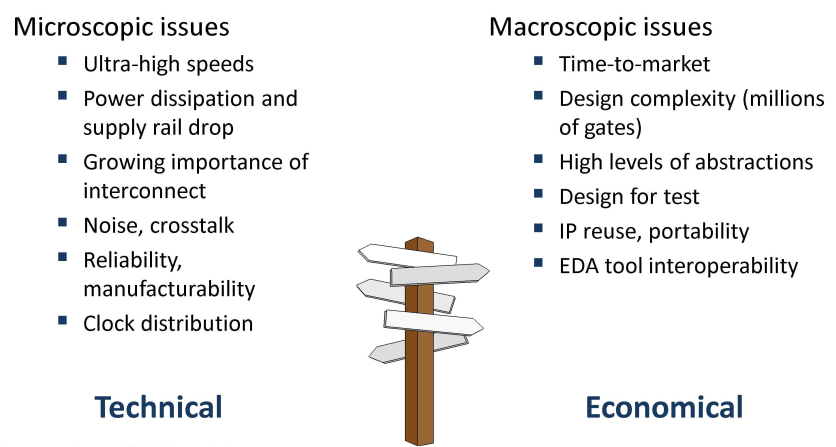 Microscopic issues
Ultra-high speeds
Power dissipation and
supply rail drop
Growing importance of
interconnect
Noise, crosstalk
Reliability,
manufacturability
Clock distribution
Technical
Macroscopic issues
Time-to-market
Design complexity (millions
of gates)
High levels of abstractions
Design for test
IP reuse, portability
EDA tool interoperability
Economical